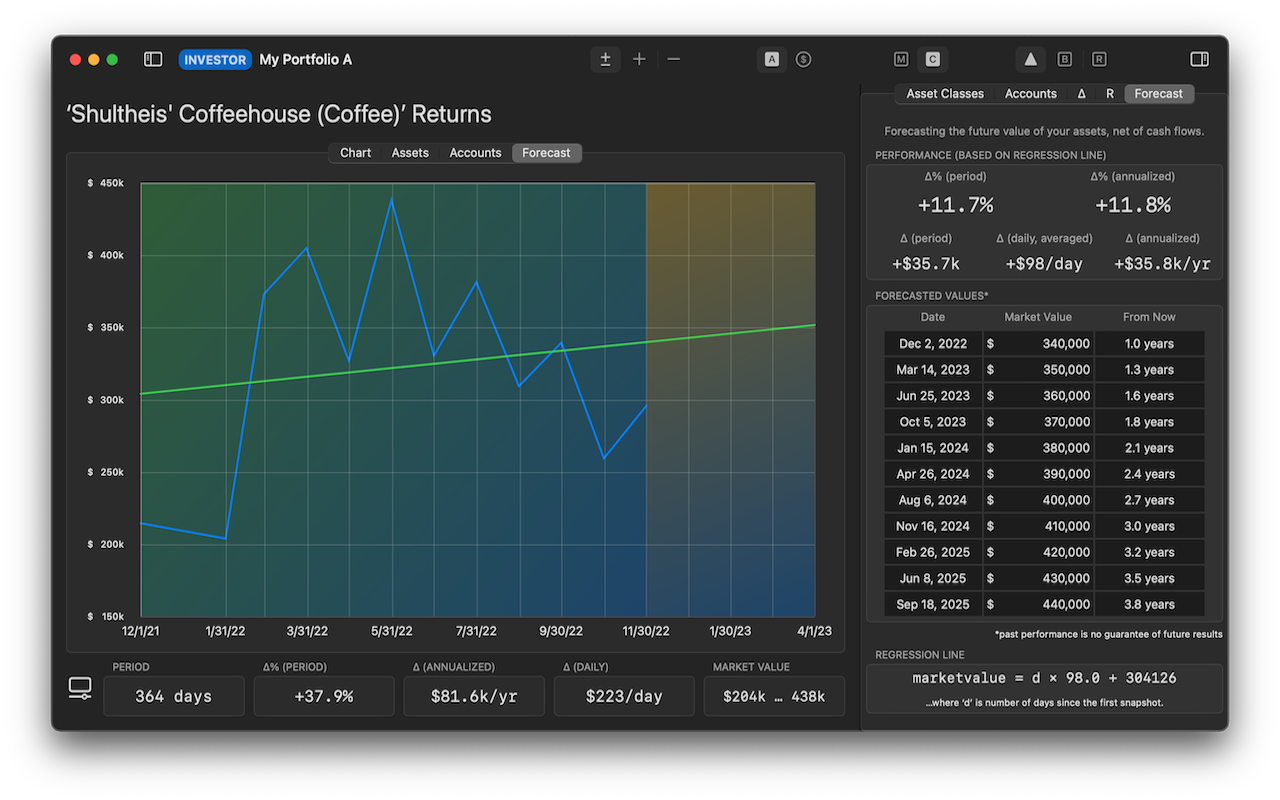 INVESTOR My Portfolio A
± + − A $ M C ▲ B R
‘Shultheis' Coffeehouse (Coffee)’ Returns
Chart Assets Accounts Forecast
$ 450k
$ 400k
$ 350k
$ 300k
$ 250k
$ 200k
$ 150k
12/1/21 1/31/22 3/31/22 5/31/22 7/31/22 9/30/22 11/30/22 1/30/23 4/1/23
PERIOD Δ% (PERIOD) Δ (ANNUALIZED) Δ (DAILY) MARKET VALUE
364 days +37.9% $81.6k/yr $223/day $204k … 438k
Asset Classes Accounts Δ R Forecast
Forecasting the future value of your assets, net of cash flows.
PERFORMANCE (BASED ON REGRESSION LINE)
Δ% (period) Δ% (annualized)
+11.7% +11.8%
Δ (period) Δ (daily, averaged) Δ (annualized)
+$35.7k +$98/day +$35.8k/yr
FORECASTED VALUES*
Date Market Value From Now
Dec 2, 2022 $ 340,000 1.0 years
Mar 14, 2023 $ 350,000 1.3 years
Jun 25, 2023 $ 360,000 1.6 years
Oct 5, 2023 $ 370,000 1.8 years
Jan 15, 2024 $ 380,000 2.1 years
Apr 26, 2024 $ 390,000 2.4 years
Aug 6, 2024 $ 400,000 2.7 years
Nov 16, 2024 $ 410,000 3.0 years
Feb 26, 2025 $ 420,000 3.2 years
Jun 8, 2025 $ 430,000 3.5 years
Sep 18, 2025 $ 440,000 3.8 years
*past performance is no guarantee of future results
REGRESSION LINE
marketvalue = d × 98.0 + 304126
…where ‘d’ is number of days since the first snapshot.